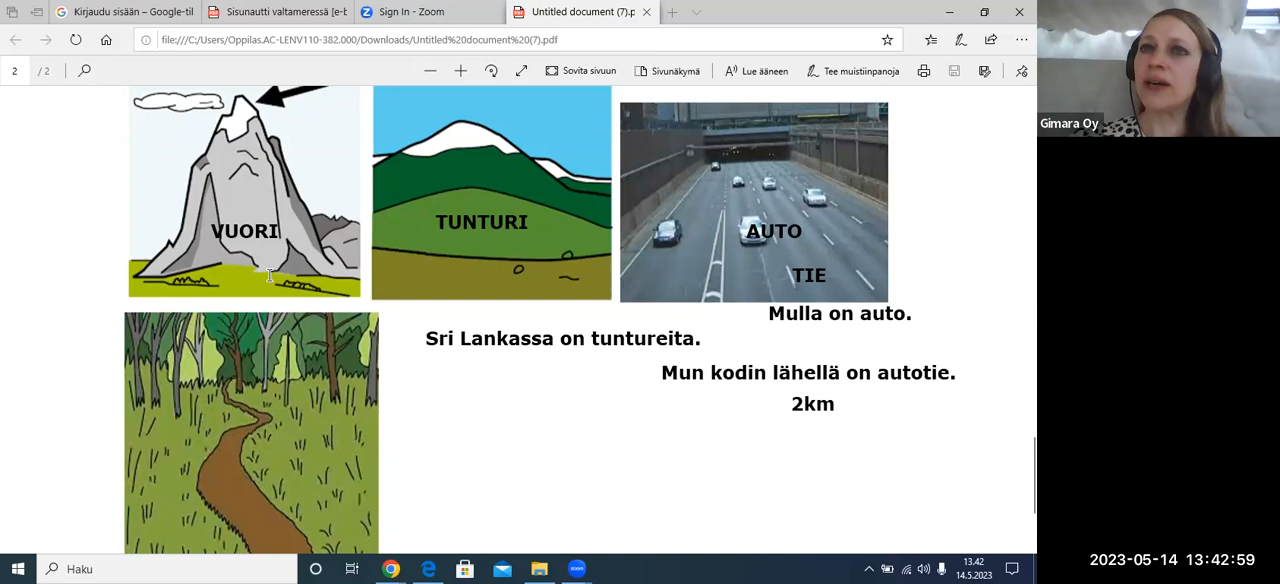 Kirjaudu sisään – Google-til
Sisunautti valtameressä [e-b
Sign In - Zoom
Untitled document (7).p
file:///C:/Users/Oppilas.AC-LENV110-382.000/Downloads/Untitled%20document%20(7).pdf
2 / 2
Sovita sivuun
Sivunäkymä
Lue ääneen
Tee muistiinpanoja
Gimara Oy
VUORI
TUNTURI
AUTO
TIE
Mulla on auto.
Sri Lankassa on tuntureita.
Mun kodin lähellä on autotie.
2km
Haku
13.42
14.5.2023
2023-05-14 13:42:59